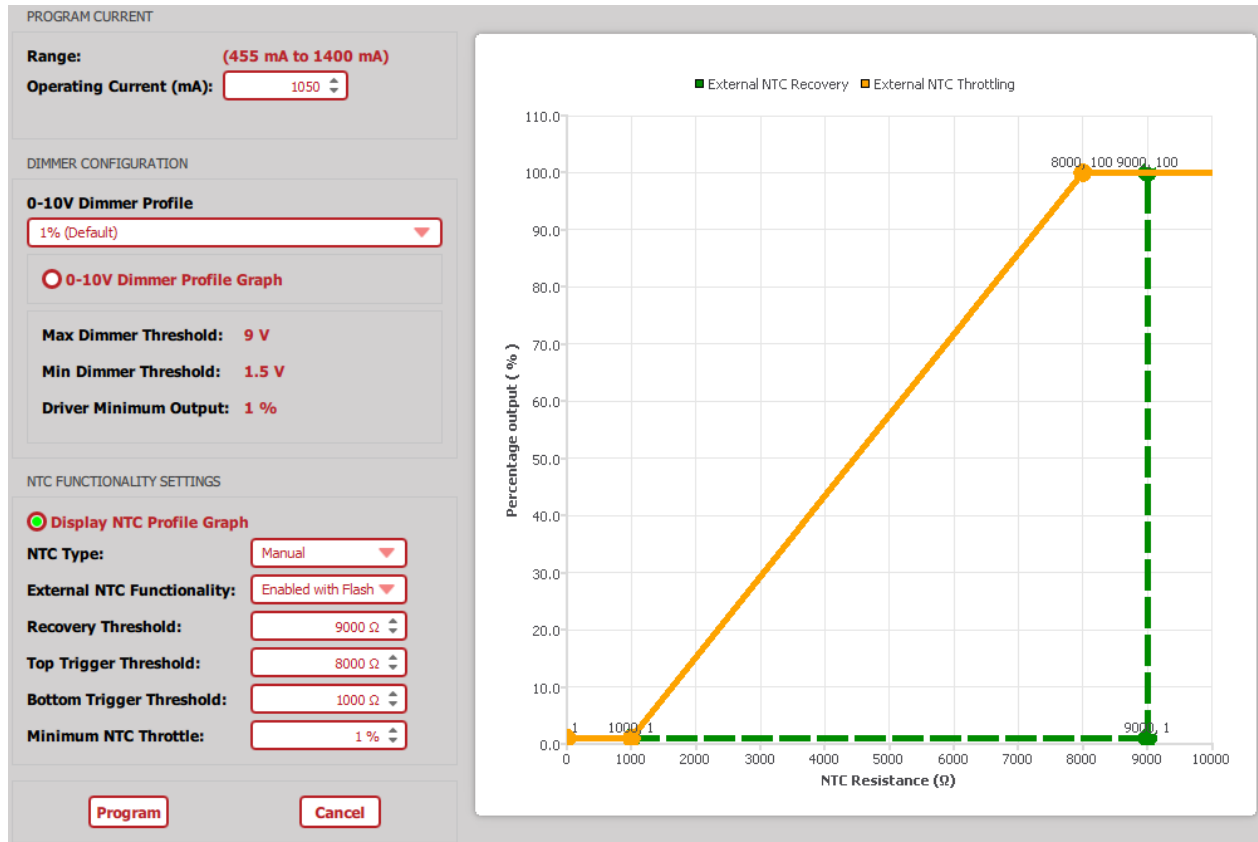 PROGRAM CURRENT
Range: (455 mA to 1400 mA)
Operating Current (mA): 1050
DIMMER CONFIGURATION
0-10V Dimmer Profile
1% (Default)
0-10V Dimmer Profile Graph
Max Dimmer Threshold: 9 V
Min Dimmer Threshold: 1.5 V
Driver Minimum Output: 1 %
NTC FUNCTIONALITY SETTINGS
Display NTC Profile Graph
NTC Type: Manual
External NTC Functionality: Enabled with Flash
Recovery Threshold: 9000 Ω
Top Trigger Threshold: 8000 Ω
Bottom Trigger Threshold: 1000 Ω
Minimum NTC Throttle: 1 %
Program Cancel
External NTC Recovery External NTC Throttling
110.0
8000, 100 9000, 100
100.0
90.0
80.0
70.0
60.0
50.0
40.0
30.0
20.0
10.0
1 1000, 1 9000, 1
0.0
0 1000 2000 3000 4000 5000 6000 7000 8000 9000 10000
Percentage output ( % )
NTC Resistance (Ω)